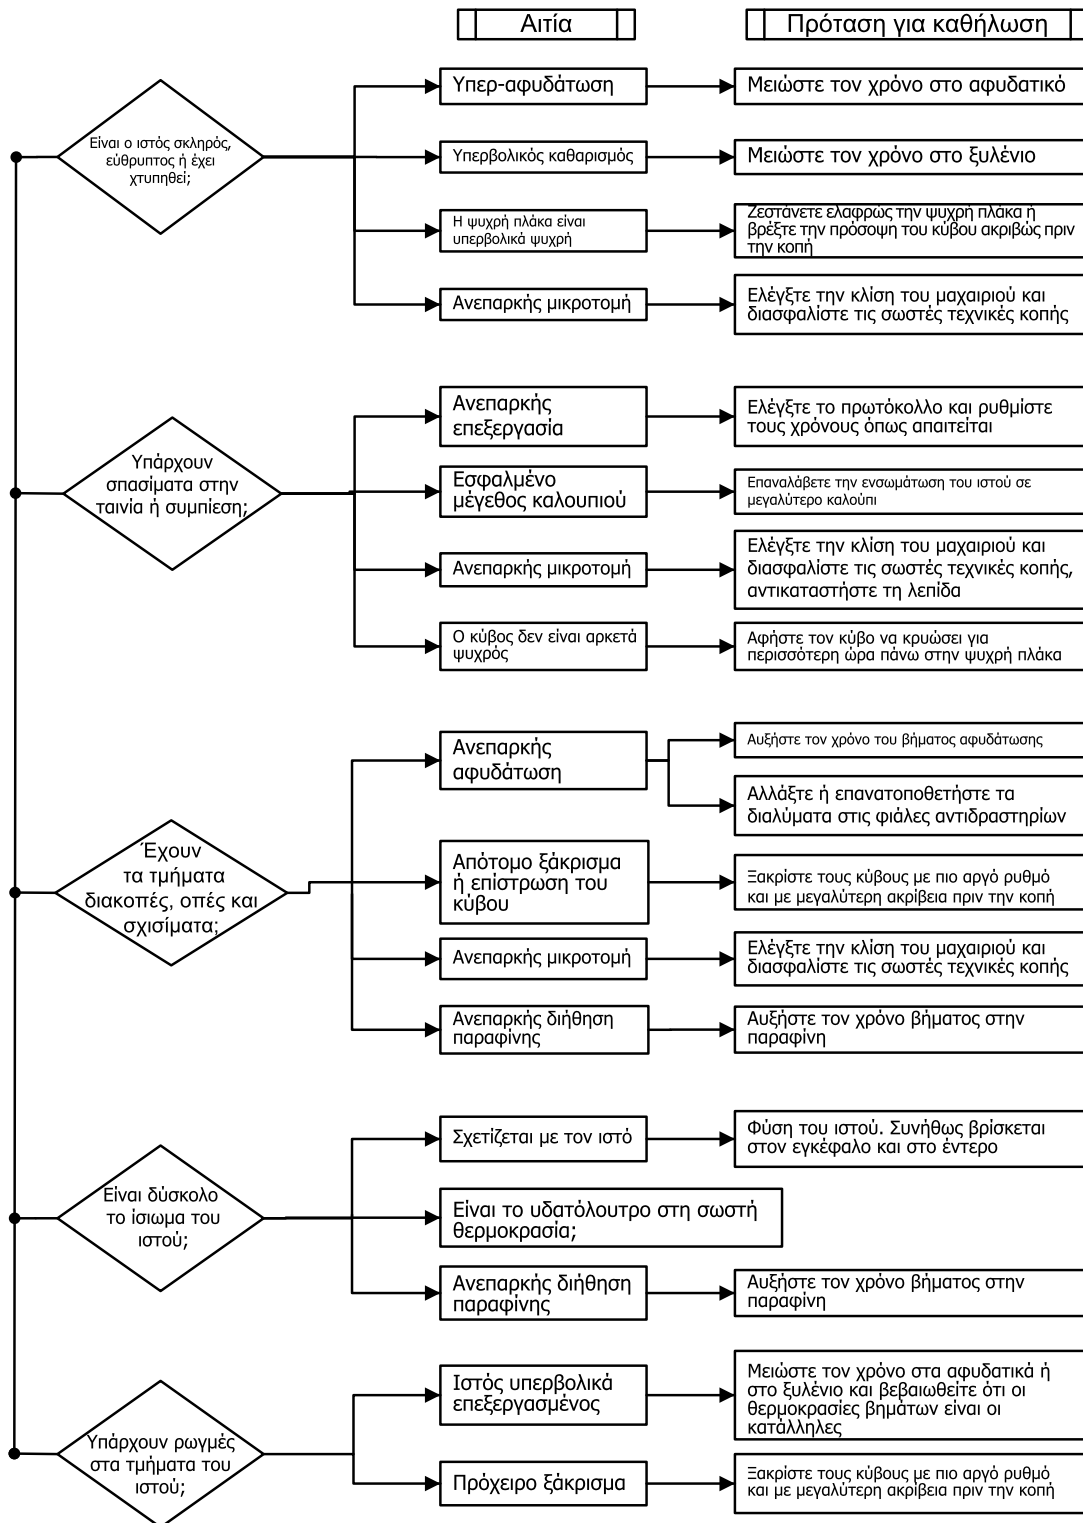 Αιτία
Πρόταση για καθήλωση
Είναι ο ιστός σκληρός,
εύθρυπτος ή έχει
χτυπηθεί;
Υπερ-αφυδάτωση
Μειώστε τον χρόνο στο αφυδατικό
Υπερβολικός καθαρισμός
Μειώστε τον χρόνο στο ξυλένιο
Η ψυχρή πλάκα είναι
υπερβολικά ψυχρή
Ζεστάνετε ελαφρώς την ψυχρή πλάκα ή
βρέξτε την πρόσοψη του κύβου ακριβώς πριν
την κοπή
Ανεπαρκής μικροτομή
Ελέγξτε την κλίση του μαχαιριού και
διασφαλίστε τις σωστές τεχνικές κοπής
Υπάρχουν
σπασίματα στην
ταινία ή συμπίεση;
Ανεπαρκής
επεξεργασία
Ελέγξτε το πρωτόκολλο και ρυθμίστε
τους χρόνους όπως απαιτείται
Εσφαλμένο
μέγεθος καλουπιού
Επαναλάβετε την ενσωμάτωση του ιστού σε
μεγαλύτερο καλούπι
Ανεπαρκής μικροτομή
Ελέγξτε την κλίση του μαχαιριού και
διασφαλίστε τις σωστές τεχνικές κοπής,
αντικαταστήστε τη λεπίδα
Ο κύβος δεν είναι αρκετά
ψυχρός
Αφήστε τον κύβο να κρυώσει για
περισσότερη ώρα πάνω στην ψυχρή πλάκα
Έχουν
τα τμήματα
διακοπές, οπές και
σχισίματα;
Ανεπαρκής
αφυδάτωση
Αυξήστε τον χρόνο του βήματος αφυδάτωσης
Αλλάξτε ή επανατοποθετήστε τα
διαλύματα στις φιάλες αντιδραστηρίων
Απότομο ξάκρισμα
ή επίστρωση του
κύβου
Ξακρίστε τους κύβους με πιο αργό ρυθμό
και με μεγαλύτερη ακρίβεια πριν την κοπή
Ανεπαρκής μικροτομή
Ελέγξτε την κλίση του μαχαιριού και
διασφαλίστε τις σωστές τεχνικές κοπής
Ανεπαρκής διήθηση
παραφίνης
Αυξήστε τον χρόνο βήματος στην
παραφίνη
Είναι δύσκολο
το ίσιωμα του
ιστού;
Σχετίζεται με τον ιστό
Φύση του ιστού. Συνήθως βρίσκεται
στον εγκέφαλο και στο έντερο
Είναι το υδατόλουτρο στη σωστή
θερμοκρασία;
Ανεπαρκής διήθηση
παραφίνης
Αυξήστε τον χρόνο βήματος στην
παραφίνη
Υπάρχουν ρωγμές
στα τμήματα του
ιστού;
Ιστός υπερβολικά
επεξεργασμένος
Μειώστε τον χρόνο στα αφυδατικά ή
στο ξυλένιο και βεβαιωθείτε ότι οι
θερμοκρασίες βημάτων είναι οι
κατάλληλες
Πρόχειρο ξάκρισμα
Ξακρίστε τους κύβους με πιο αργό ρυθμό
και με μεγαλύτερη ακρίβεια πριν την κοπή